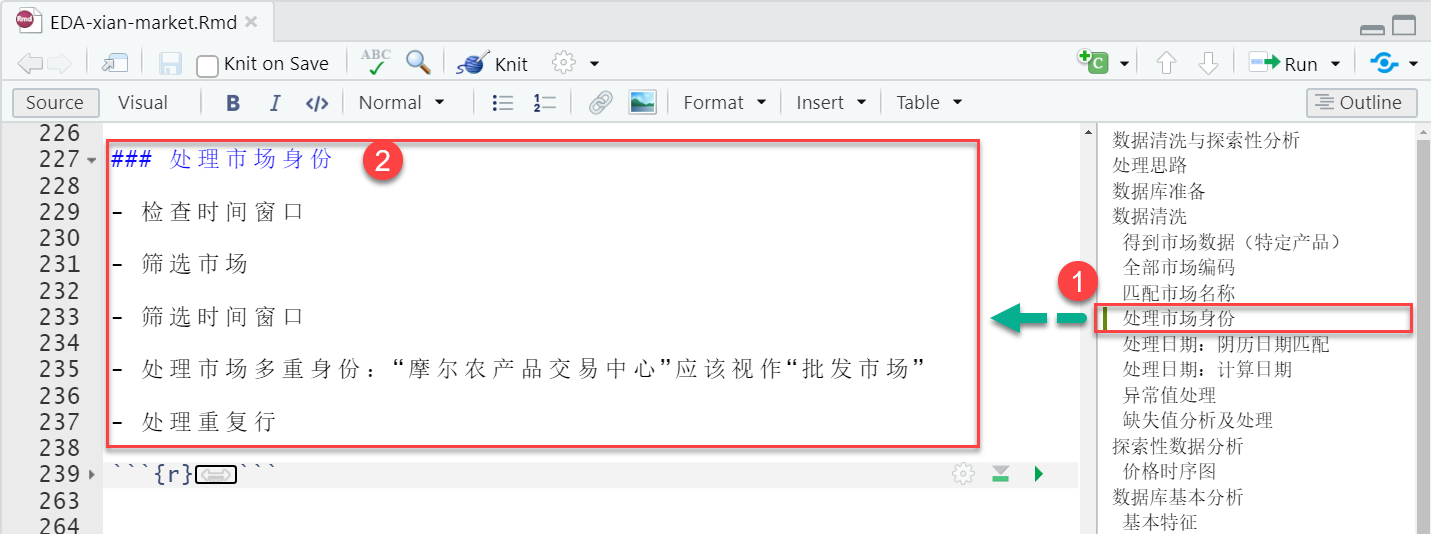 EDA-xian-market.Rmd
Knit on Save ABC Knit Run
Source Visual B I </> Normal Format Insert Table Outline
226
227 ### 处理市场身份 2
228
229 - 检查时间窗口
230
231 - 筛选市场
232
233 - 筛选时间窗口
234
235 - 处理市场多重身份：“摩尔农产品交易中心”应该视作“批发市场”
236
237 - 处理重复行
238
239 ```{r} ```
263
264
数据清洗与探索性分析
处理思路
数据库准备
数据清洗
得到市场数据（特定产品）
全部市场编码
匹配市场名称
1
处理市场身份
处理日期：阴历日期匹配
处理日期：计算日期
异常值处理
缺失值分析及处理
探索性数据分析
价格时序图
数据库基本分析
基本特征